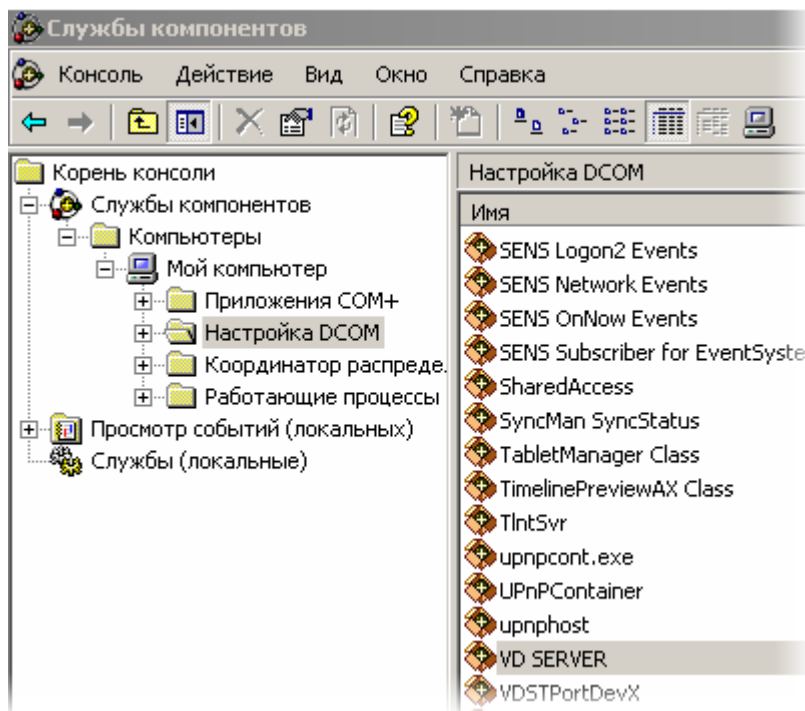 Службы компонентов
Консоль Действие Вид Окно Справка
Корень консоли
Службы компонентов
Компьютеры
Мой компьютер
Приложения COM+
Настройка DCOM
Координатор распреде.
Работающие процессы
Просмотр событий (локальных)
Службы (локальные)
Настройка DCOM
Имя
SENS Logon2 Events
SENS Network Events
SENS OnNow Events
SENS Subscriber for EventSyste
SharedAccess
SyncMan SyncStatus
TabletManager Class
TimelinePreviewAX Class
TlntSvr
upnpcont.exe
UPnPContainer
upnphost
VD SERVER
VDSTPortDevX